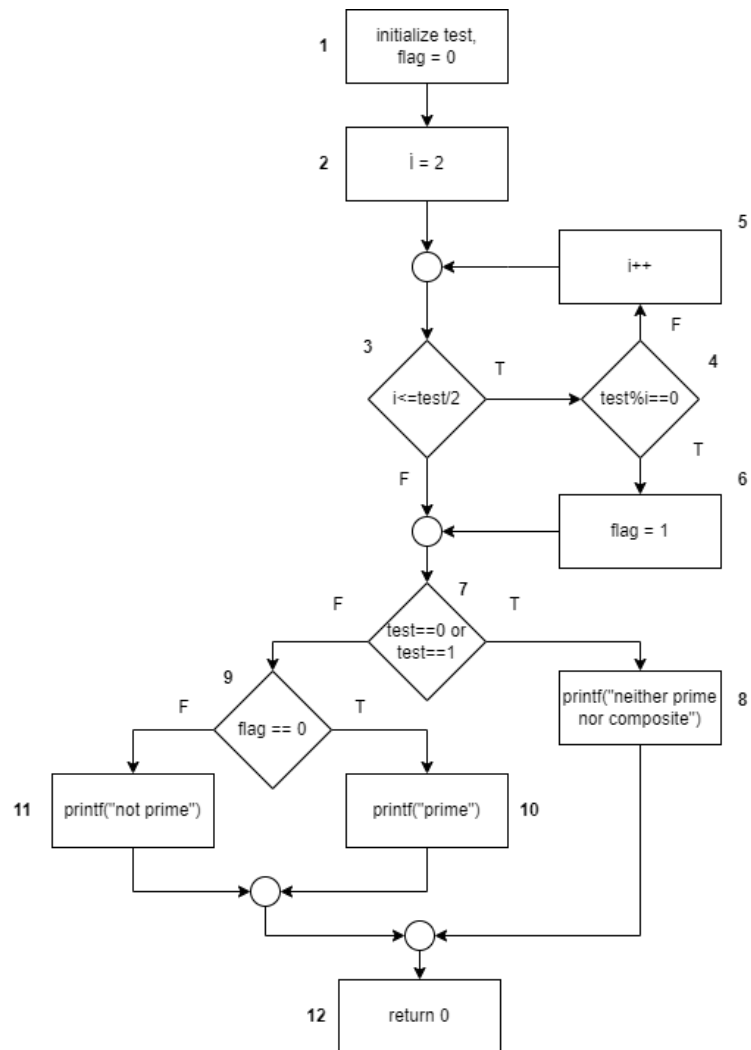 1
initialize test,
flag = 0
2
i = 2
5
i++
3
F
4
T
i<=test/2
test%i==0
T
F
6
flag = 1
7
F
T
test==0 or
test==1
9
printf("neither prime
nor composite")
8
F
T
flag == 0
11
printf("not prime")
printf("prime")
10
12
return 0